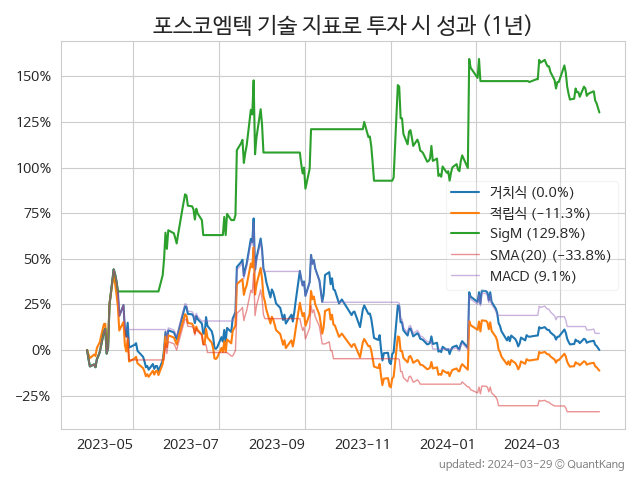 포스코엠텍 기술 지표로 투자 시 성과 (1년)
150%
125%
100%
75%
50%
25%
0%
−25%
거치식 (0.0%)
적립식 (−11.3%)
SigM (129.8%)
SMA(20) (−33.8%)
MACD (9.1%)
2023−05
2023−07
2023−09
2023−11
2024−01
2024−03
updated: 2024−03−29 © QuantKang